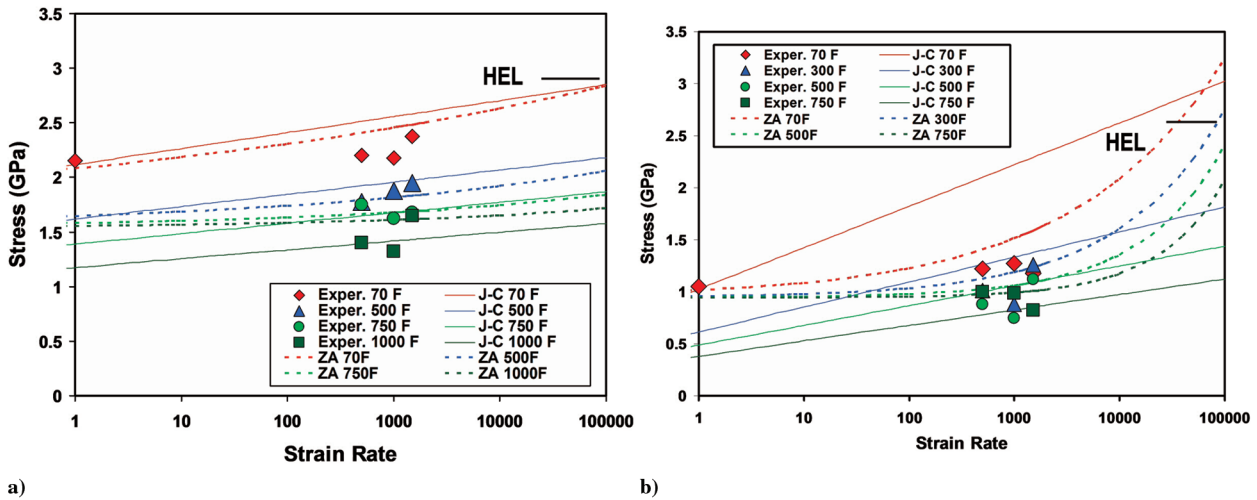 a)
3.5
3
2.5
2
1.5
1
0.5
0
Stress (GPa)
HEL
Exper. 70 F J-C 70 F
Exper. 500 F J-C 500 F
Exper. 750 F J-C 750 F
Exper. 1000 F J-C 1000 F
ZA 70F ZA 500F
ZA 750F ZA 1000F
1 10 100 1000 10000 100000
Strain Rate
b)
3.5
3
2.5
2
1.5
1
0.5
0
Stress (GPa)
Exper. 70 F J-C 70 F
Exper. 300 F J-C 300 F
Exper. 500 F J-C 500 F
Exper. 750 F J-C 750 F
ZA 70F ZA 300F
ZA 500F ZA 750F
HEL
1 10 100 1000 10000 100000
Strain Rate